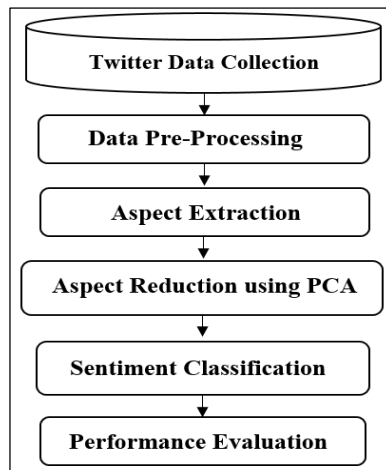 Twitter Data Collection
Data Pre-Processing
Aspect Extraction
Aspect Reduction using PCA
Sentiment Classification
Performance Evaluation